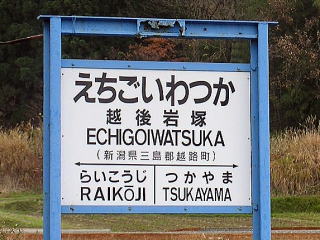 えちごいわつか
越後岩塚
ECHIGOIWATSUKA
(新潟県三島郡越路町)
らいこうじ つかやま
RAIKŌJI TSUKAYAMA